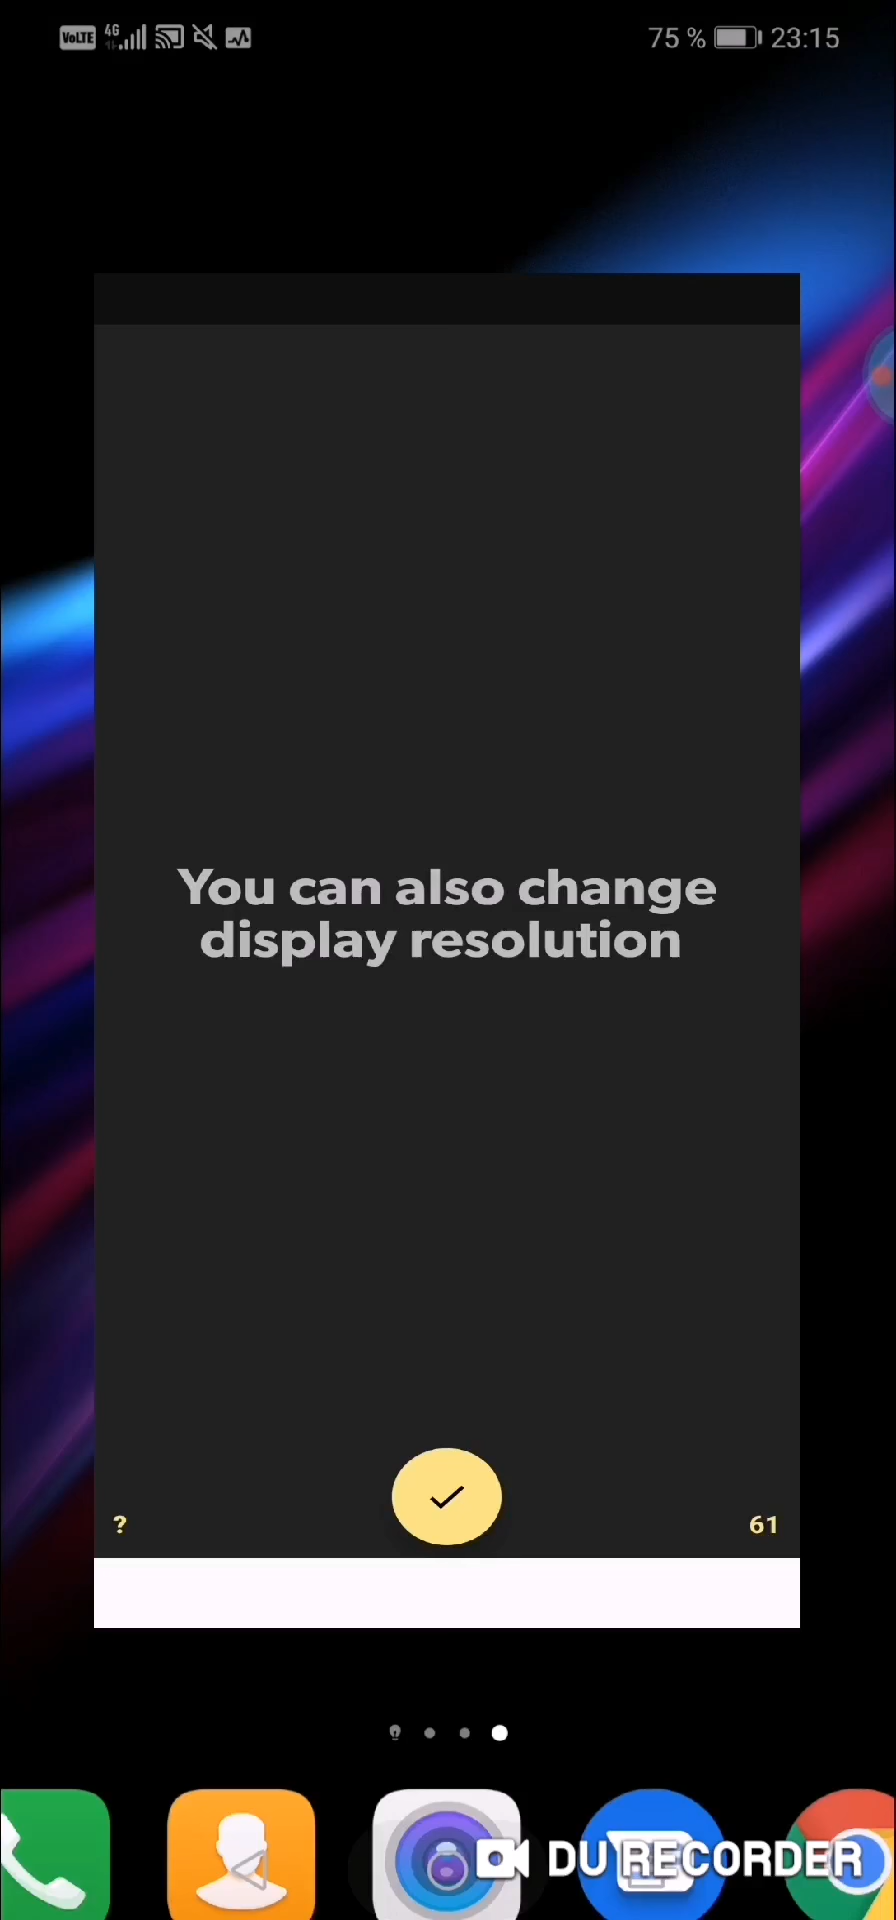 VoLTE 4G 75 % 23:15
You can also change
display resolution
? 61
DU RECORDER